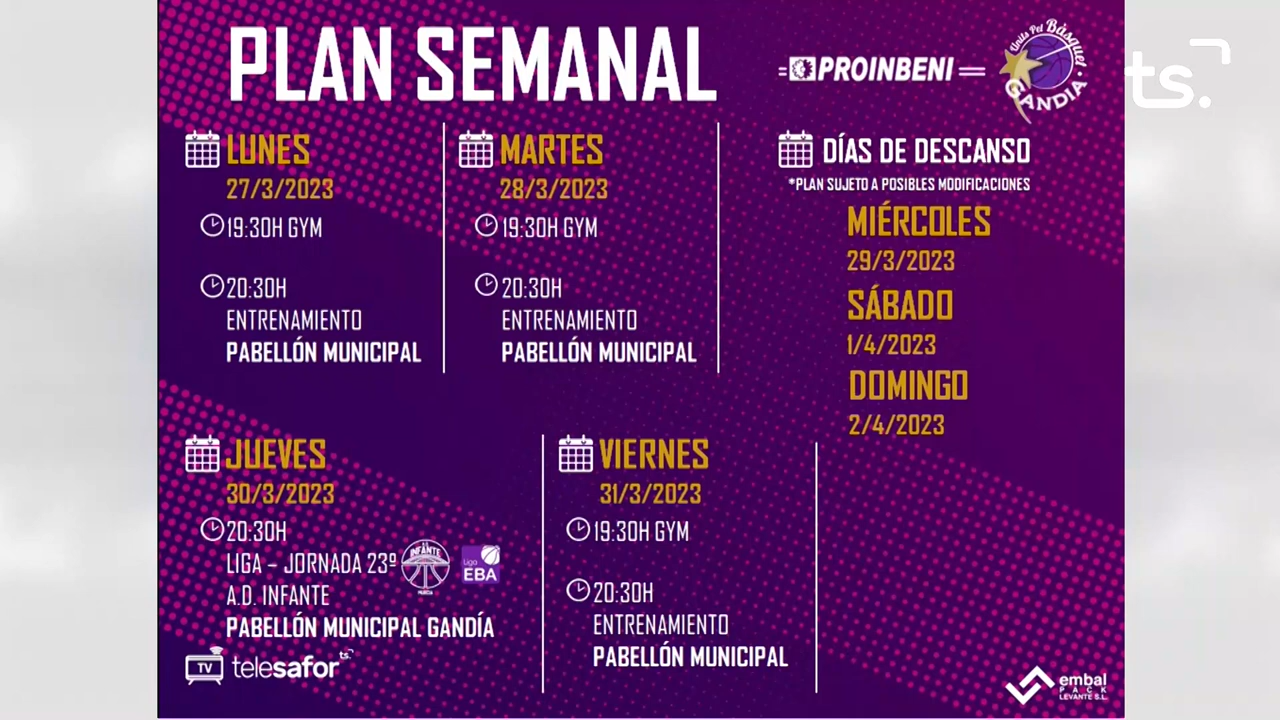 PLAN SEMANAL
PROINBENI
Units Pel Bàsquet
GANDIA
ts.
LUNES
27/3/2023
19:30H GYM
20:30H
ENTRENAMIENTO
PABELLÓN MUNICIPAL
MARTES
28/3/2023
19:30H GYM
20:30H
ENTRENAMIENTO
PABELLÓN MUNICIPAL
DÍAS DE DESCANSO
*PLAN SUJETO A POSIBLES MODIFICACIONES
MIÉRCOLES
29/3/2023
SÁBADO
1/4/2023
DOMINGO
2/4/2023
JUEVES
30/3/2023
20:30H
LIGA – JORNADA 23º
A.D. INFANTE
PABELLÓN MUNICIPAL GANDÍA
INFANTE
MURCIA
Liga
EBA
VIERNES
31/3/2023
19:30H GYM
20:30H
ENTRENAMIENTO
PABELLÓN MUNICIPAL
TV
telesafor ts.
embal
PACK
LEVANTE S.L.